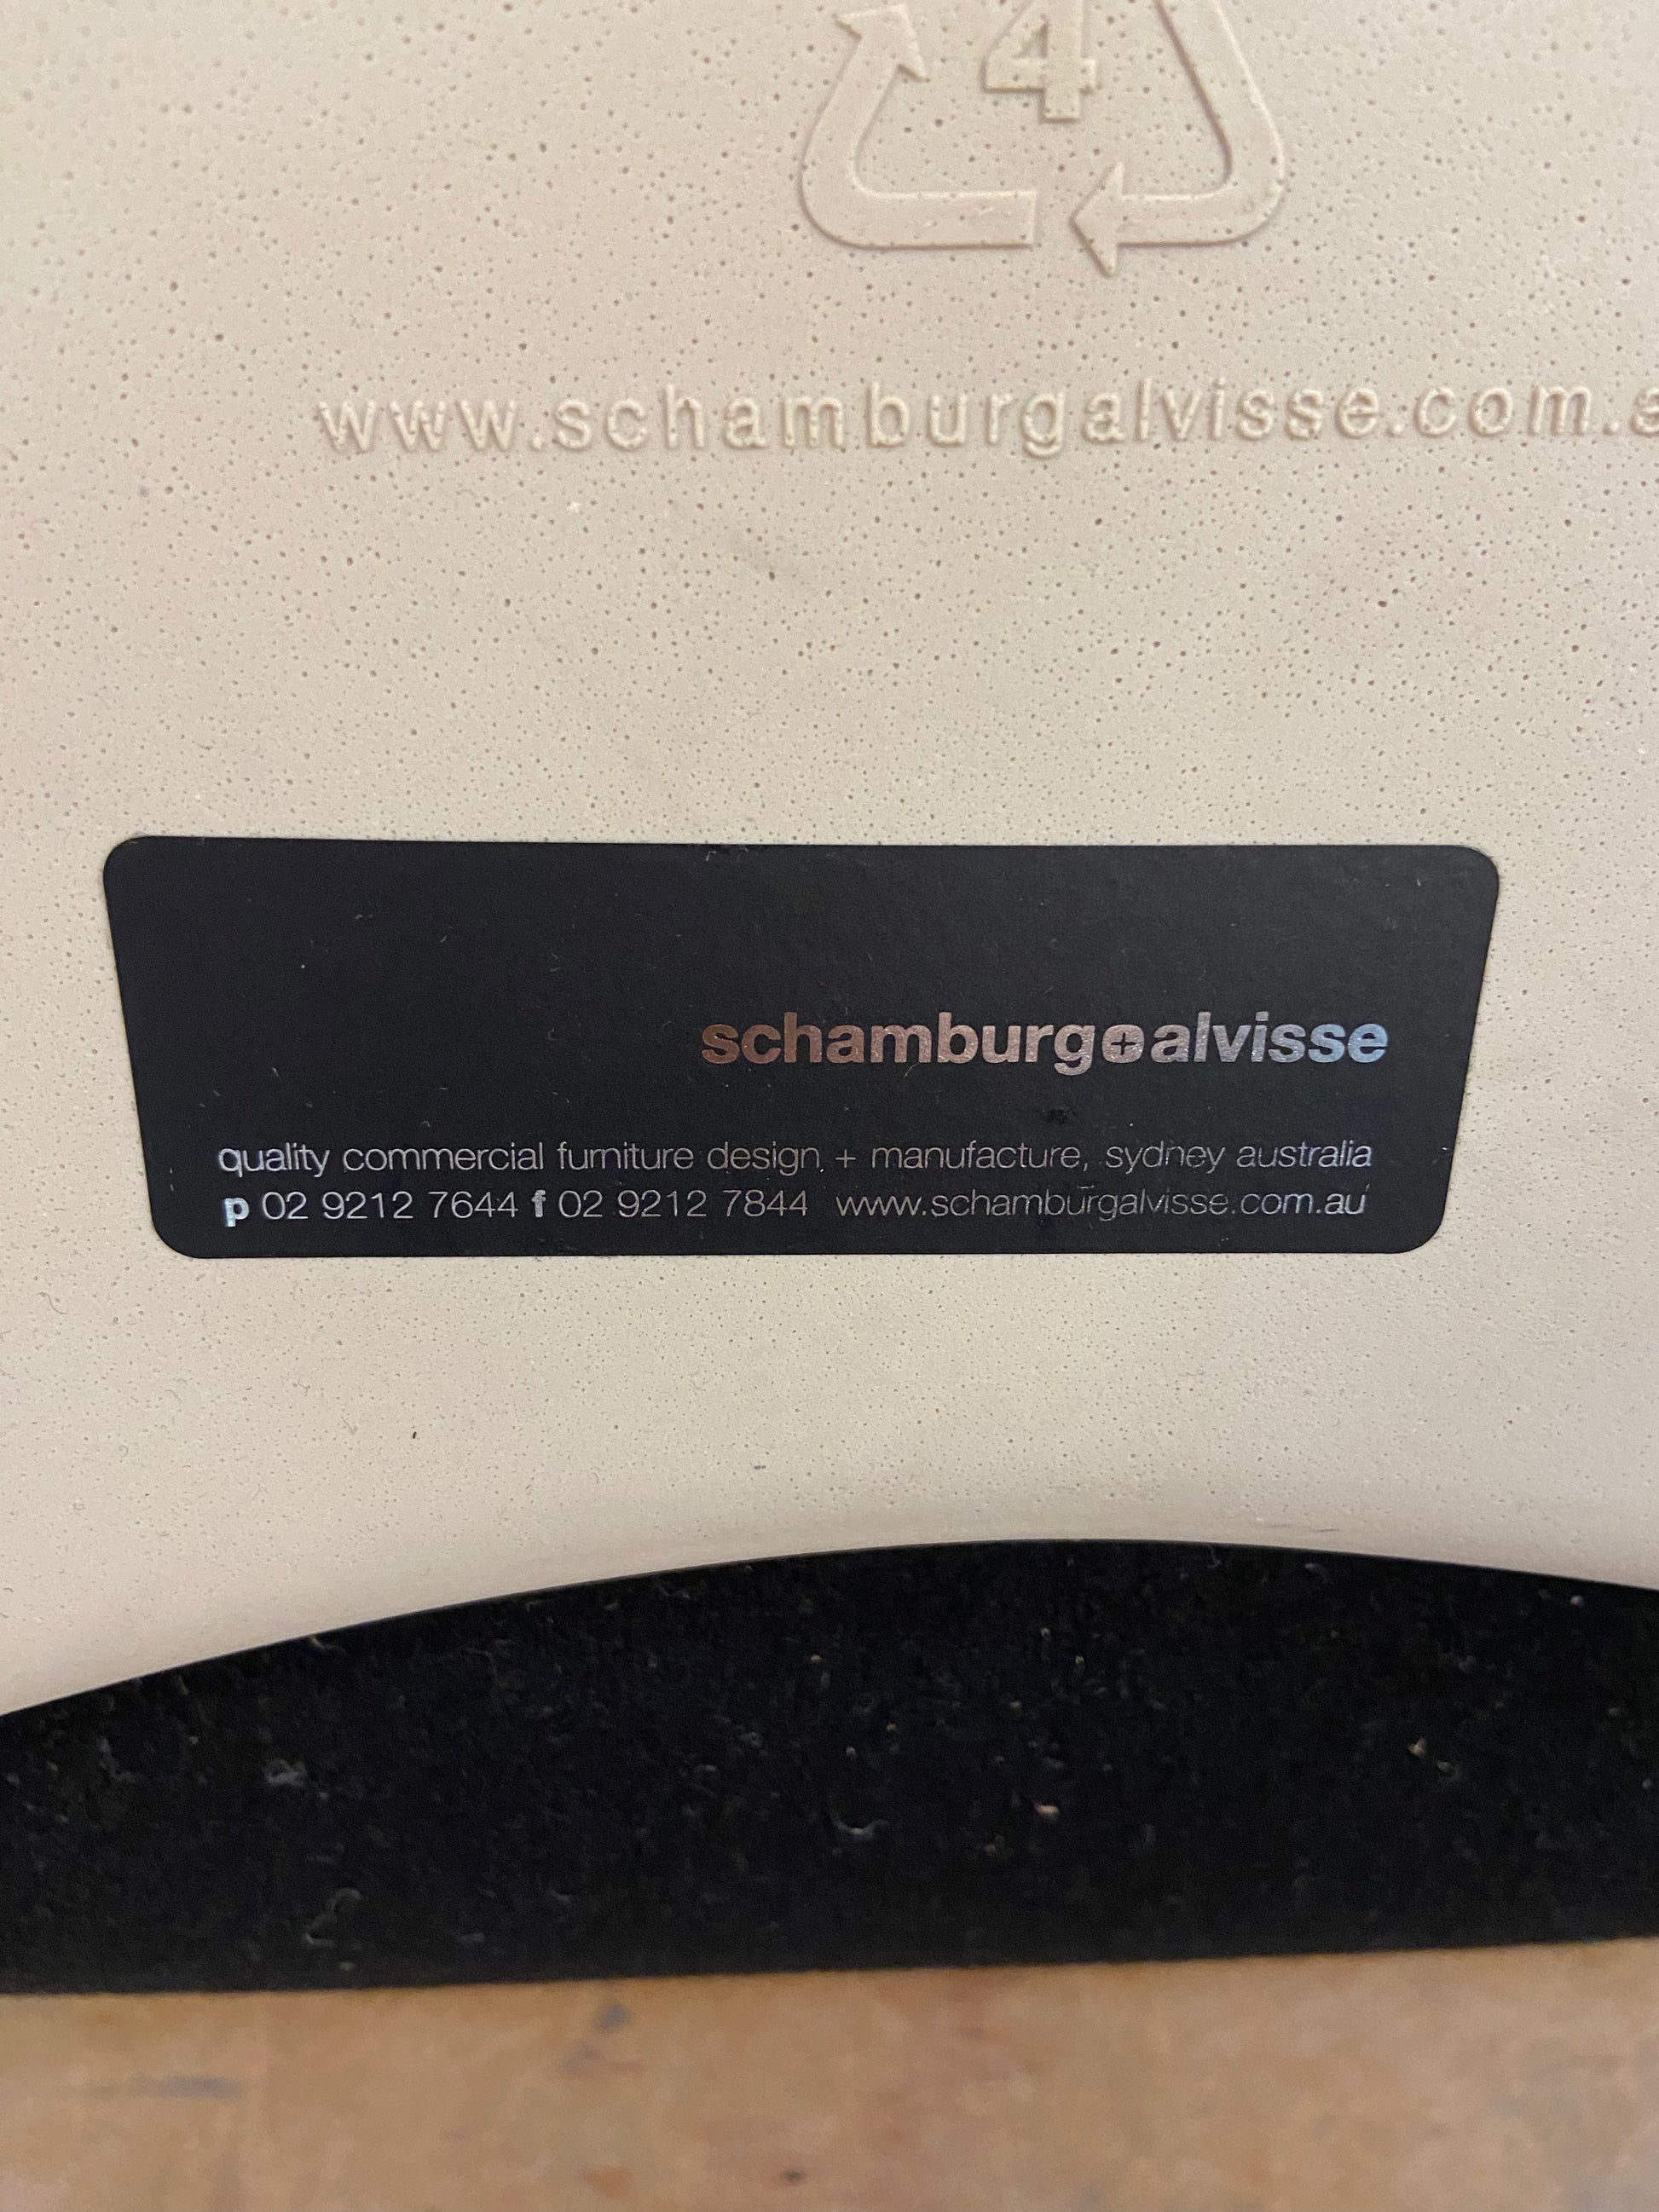 4
www.schamburgalvisse.com.a
schamburg+alvisse
quality commercial furniture design + manufacture, sydney australia
p 02 9212 7644 f 02 9212 7844 www.schamburgalvisse.com.au